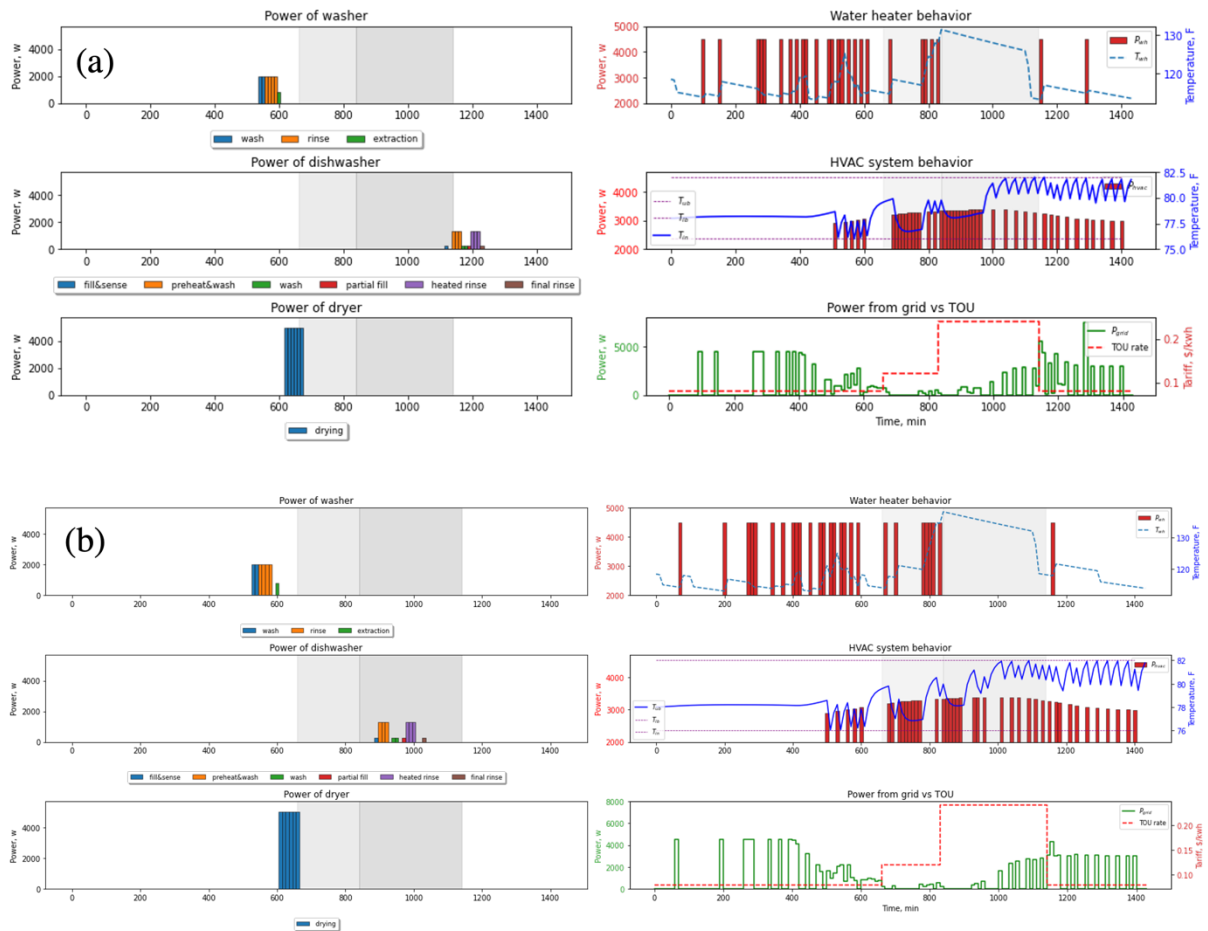 (a)
Power of washer
Power, w
4000
2000
0
0 200 400 600 800 1000 1200 1400
wash rinse extraction
Water heater behavior
Power, w
5000
4000
3000
2000
0 200 400 600 800 1000 1200 1400
130
120
Temperature, F
P_wh
T_wh
Power of dishwasher
Power, w
4000
2000
0
0 200 400 600 800 1000 1200 1400
fill&sense preheat&wash wash partial fill heated rinse final rinse
HVAC system behavior
Power, w
4000
3000
2000
0 200 400 600 800 1000 1200 1400
82.5
80.0
77.5
75.0
Temperature, F
T_ub
T_lb
T_in
P_hvac
Power of dryer
Power, w
4000
2000
0
0 200 400 600 800 1000 1200 1400
drying
Power from grid vs TOU
Power, w
5000
0
0 200 400 600 800 1000 1200 1400
Time, min
0.2
0.1
Tariff, $/kwh
P_grid
TOU rate
(b)
Power of washer
Power, w
4000
2000
0
0 200 400 600 800 1000 1200 1400
wash rinse extraction
Water heater behavior
Power, w
5000
4000
3000
2000
0 200 400 600 800 1000 1200 1400
130
120
Temperature, F
P_wh
T_wh
Power of dishwasher
Power, w
4000
2000
0
0 200 400 600 800 1000 1200 1400
fill&sense preheat&wash wash partial fill heated rinse final rinse
HVAC system behavior
Power, w
4000
3000
2000
0 200 400 600 800 1000 1200 1400
82
80
78
76
Temperature, F
P_hvac
Power of dryer
Power, w
4000
2000
0
0 200 400 600 800 1000 1200 1400
drying
Power from grid vs TOU
Power, w
8000
6000
4000
2000
0
0 200 400 600 800 1000 1200 1400
Time, min
0.20
0.15
0.10
Tariff, $/kwh
P_grid
TOU rate